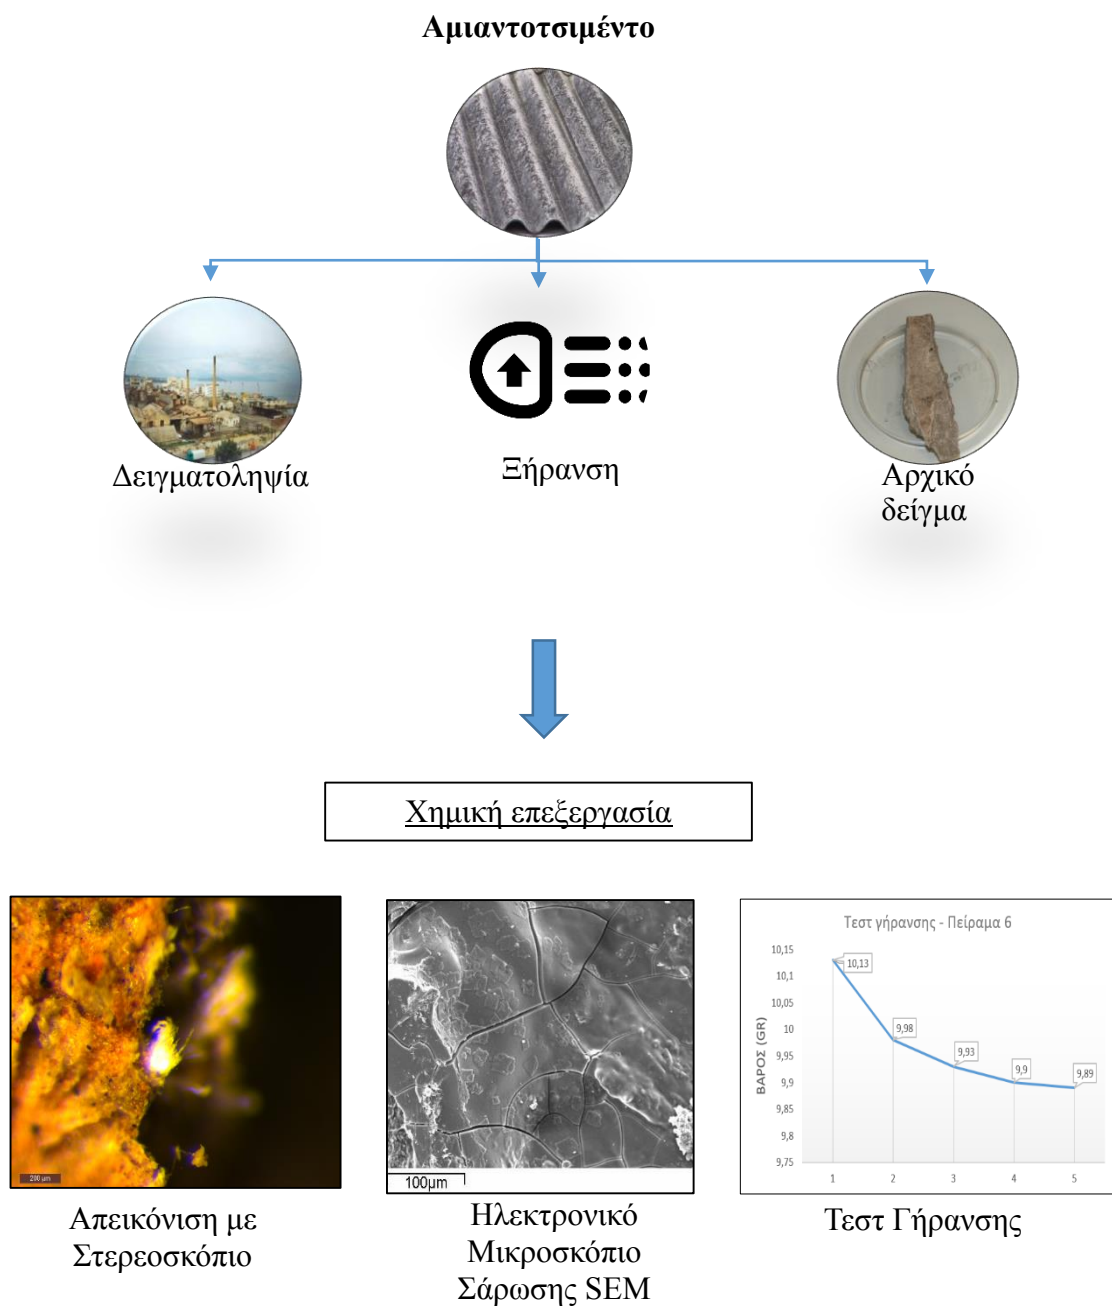 Αμιαντοτσιμέντο
Δειγματοληψία
Ξήρανση
Αρχικό
δείγμα
Χημική επεξεργασία
200 μm
100μm
Τεστ γήρανσης - Πείραμα 6
ΒΑΡΟΣ (GR)
10,15
10,1
10,05
10
9,95
9,9
9,85
9,8
9,75
10,13
9,98
9,93
9,9
9,89
1 2 3 4 5
Απεικόνιση με
Στερεοσκόπιο
Ηλεκτρονικό
Μικροσκόπιο
Σάρωσης SEM
Τεστ Γήρανσης